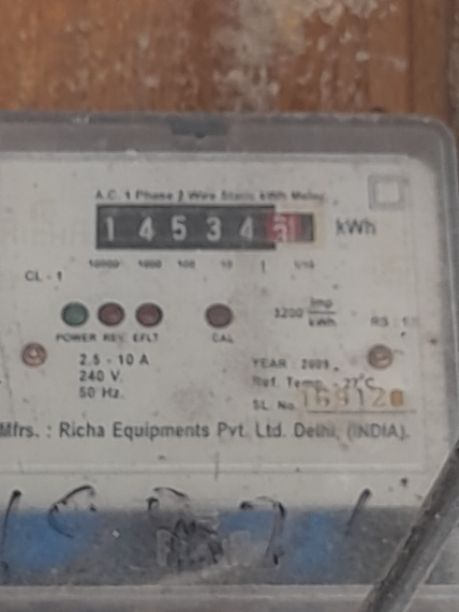 A.C. 1 Phase 2 Wire Static kWh Meter
1 4 5 3 4 5 kWh
10000 1000 100 10 1 1/10
CL - 1
3200 imp/kWh
POWER REV. EFLT CAL
2.5 - 10 A
240 V.
50 Hz.
YEAR : 2009
Ref. Temp. - 27°C
SL. No.
Mfrs. : Richa Equipments Pvt. Ltd. Delhi, (INDIA).